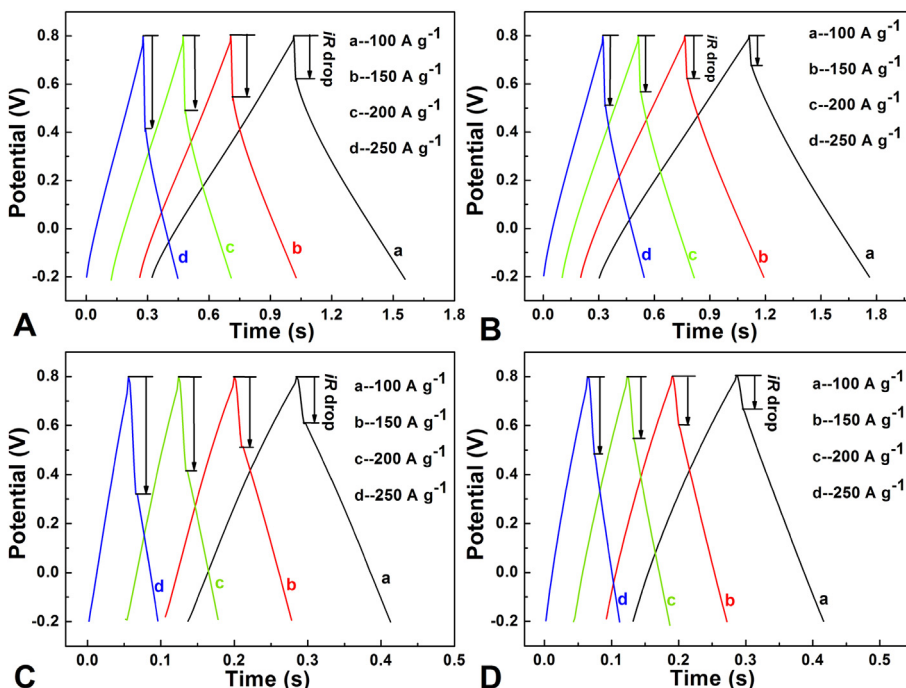 0.8
0.6
0.4
0.2
0.0
-0.2
Potential (V)
iR drop
a--100 A g-1
b--150 A g-1
c--200 A g-1
d--250 A g-1
d
c
b
a
0.0 0.3 0.6 0.9 1.2 1.5 1.8
Time (s)
A
0.8
0.6
0.4
0.2
0.0
-0.2
Potential (V)
iR drop
a--100 A g-1
b--150 A g-1
c--200 A g-1
d--250 A g-1
d
c
b
a
0.0 0.3 0.6 0.9 1.2 1.5 1.8
Time (s)
B
0.8
0.6
0.4
0.2
0.0
-0.2
Potential (V)
iR drop
a--100 A g-1
b--150 A g-1
c--200 A g-1
d--250 A g-1
d
c
b
a
0.0 0.1 0.2 0.3 0.4 0.5
Time (s)
C
0.8
0.6
0.4
0.2
0.0
-0.2
Potential (V)
iR drop
a--100 A g-1
b--150 A g-1
c--200 A g-1
d--250 A g-1
d
c
b
a
0.0 0.1 0.2 0.3 0.4 0.5
Time (s)
D